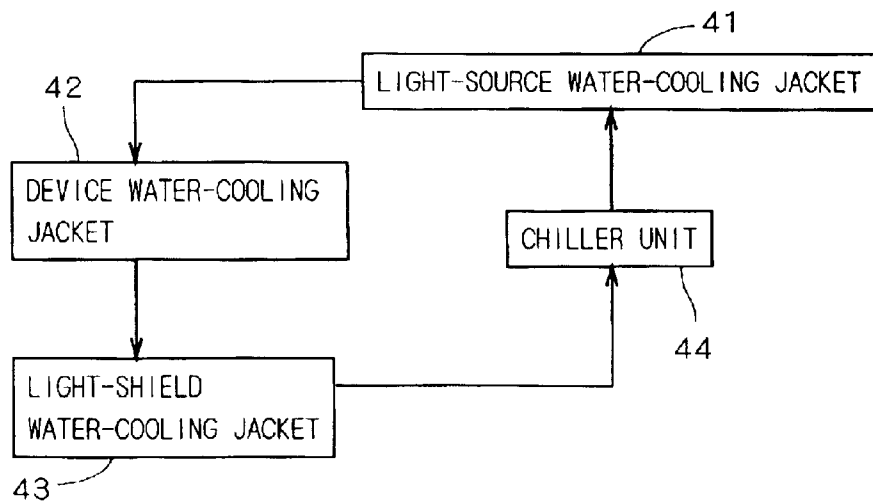 41
LIGHT-SOURCE WATER-COOLING JACKET
42
DEVICE WATER-COOLING
JACKET
CHILLER UNIT
44
LIGHT-SHIELD
WATER-COOLING JACKET
43